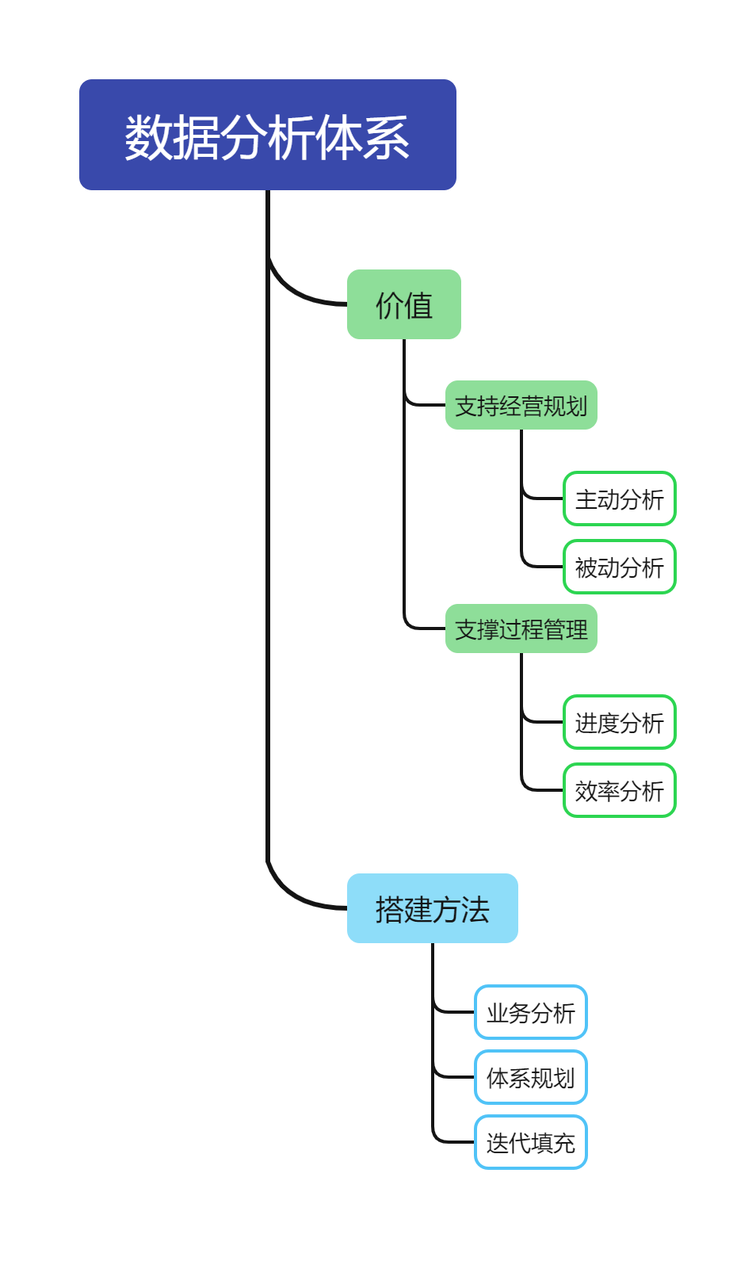 数据分析体系
价值
支持经营规划
主动分析
被动分析
支撑过程管理
进度分析
效率分析
搭建方法
业务分析
体系规划
迭代填充